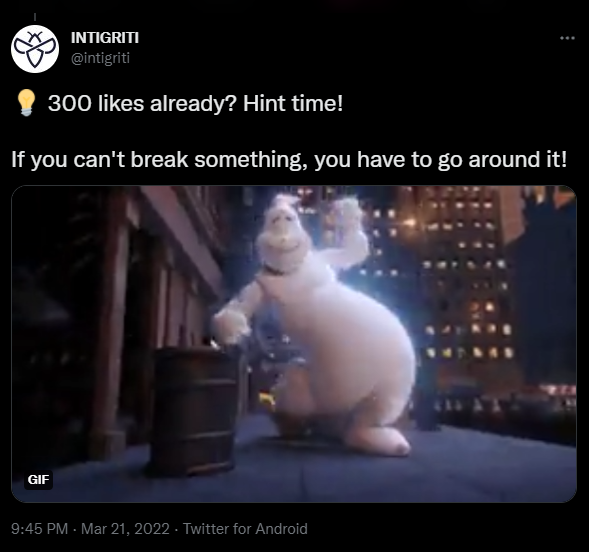 INTIGRITI
@intigriti
300 likes already? Hint time!
If you can't break something, you have to go around it!
GIF
9:45 PM · Mar 21, 2022 · Twitter for Android